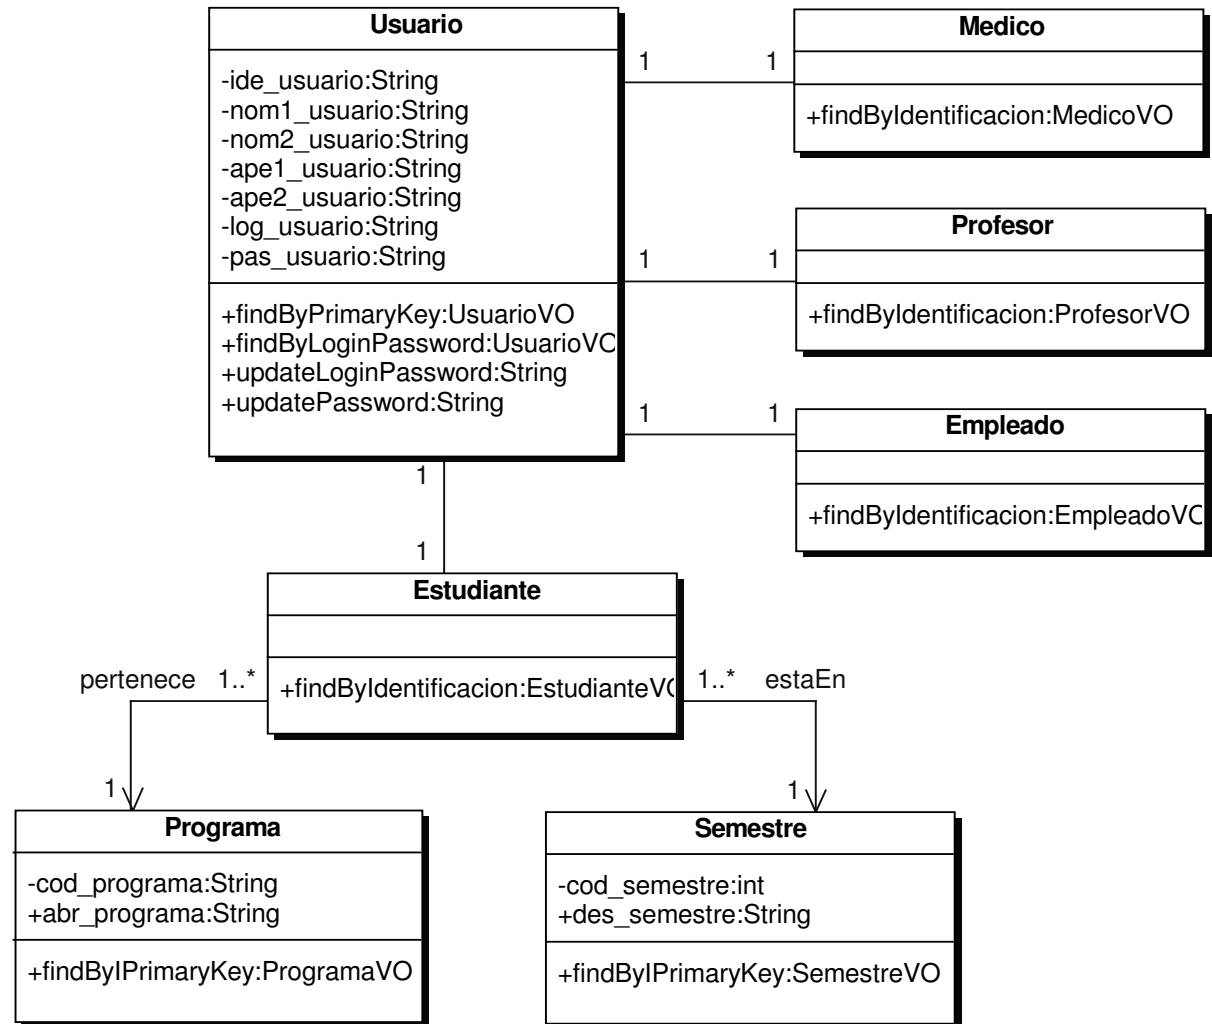 Usuario
-ide_usuario:String
-nom1_usuario:String
-nom2_usuario:String
-ape1_usuario:String
-ape2_usuario:String
-log_usuario:String
-pas_usuario:String
+findByPrimaryKey:UsuarioVO
+findByLoginPassword:UsuarioVO
+updateLoginPassword:String
+updatePassword:String
1 1
Medico
+findByIdentificacion:MedicoVO
1 1
Profesor
+findByIdentificacion:ProfesorVO
1 1
Empleado
+findByIdentificacion:EmpleadoVO
1
1
Estudiante
+findByIdentificacion:EstudianteVO
pertenece 1..*
1..* estaEn
1
Programa
-cod_programa:String
+abr_programa:String
+findByIPrimaryKey:ProgramaVO
1
Semestre
-cod_semestre:int
+des_semestre:String
+findByIPrimaryKey:SemestreVO